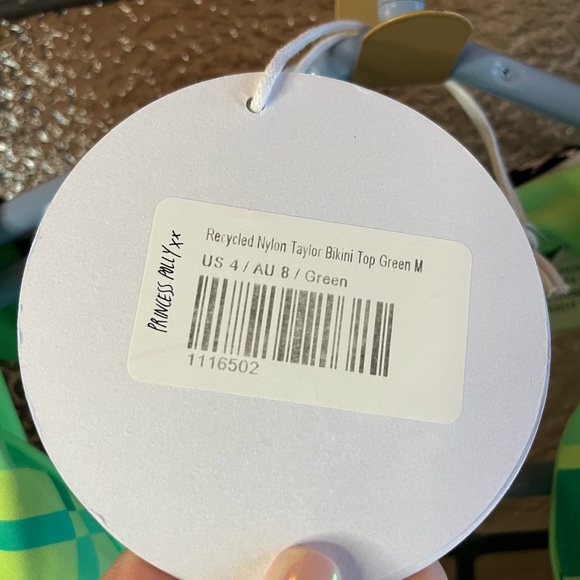 PRINCESS POLLY xx
Recycled Nylon Taylor Bikini Top Green M
US 4 / AU 8 / Green
1116502